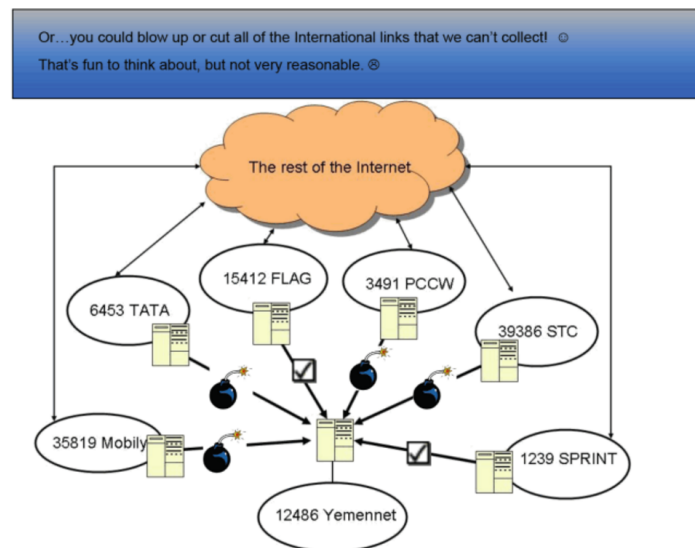 Or…you could blow up or cut all of the International links that we can't collect! ☺
That's fun to think about, but not very reasonable. ☹
The rest of the Internet
15412 FLAG
3491 PCCW
6453 TATA
39386 STC
35819 Mobily
1239 SPRINT
12486 Yemennet